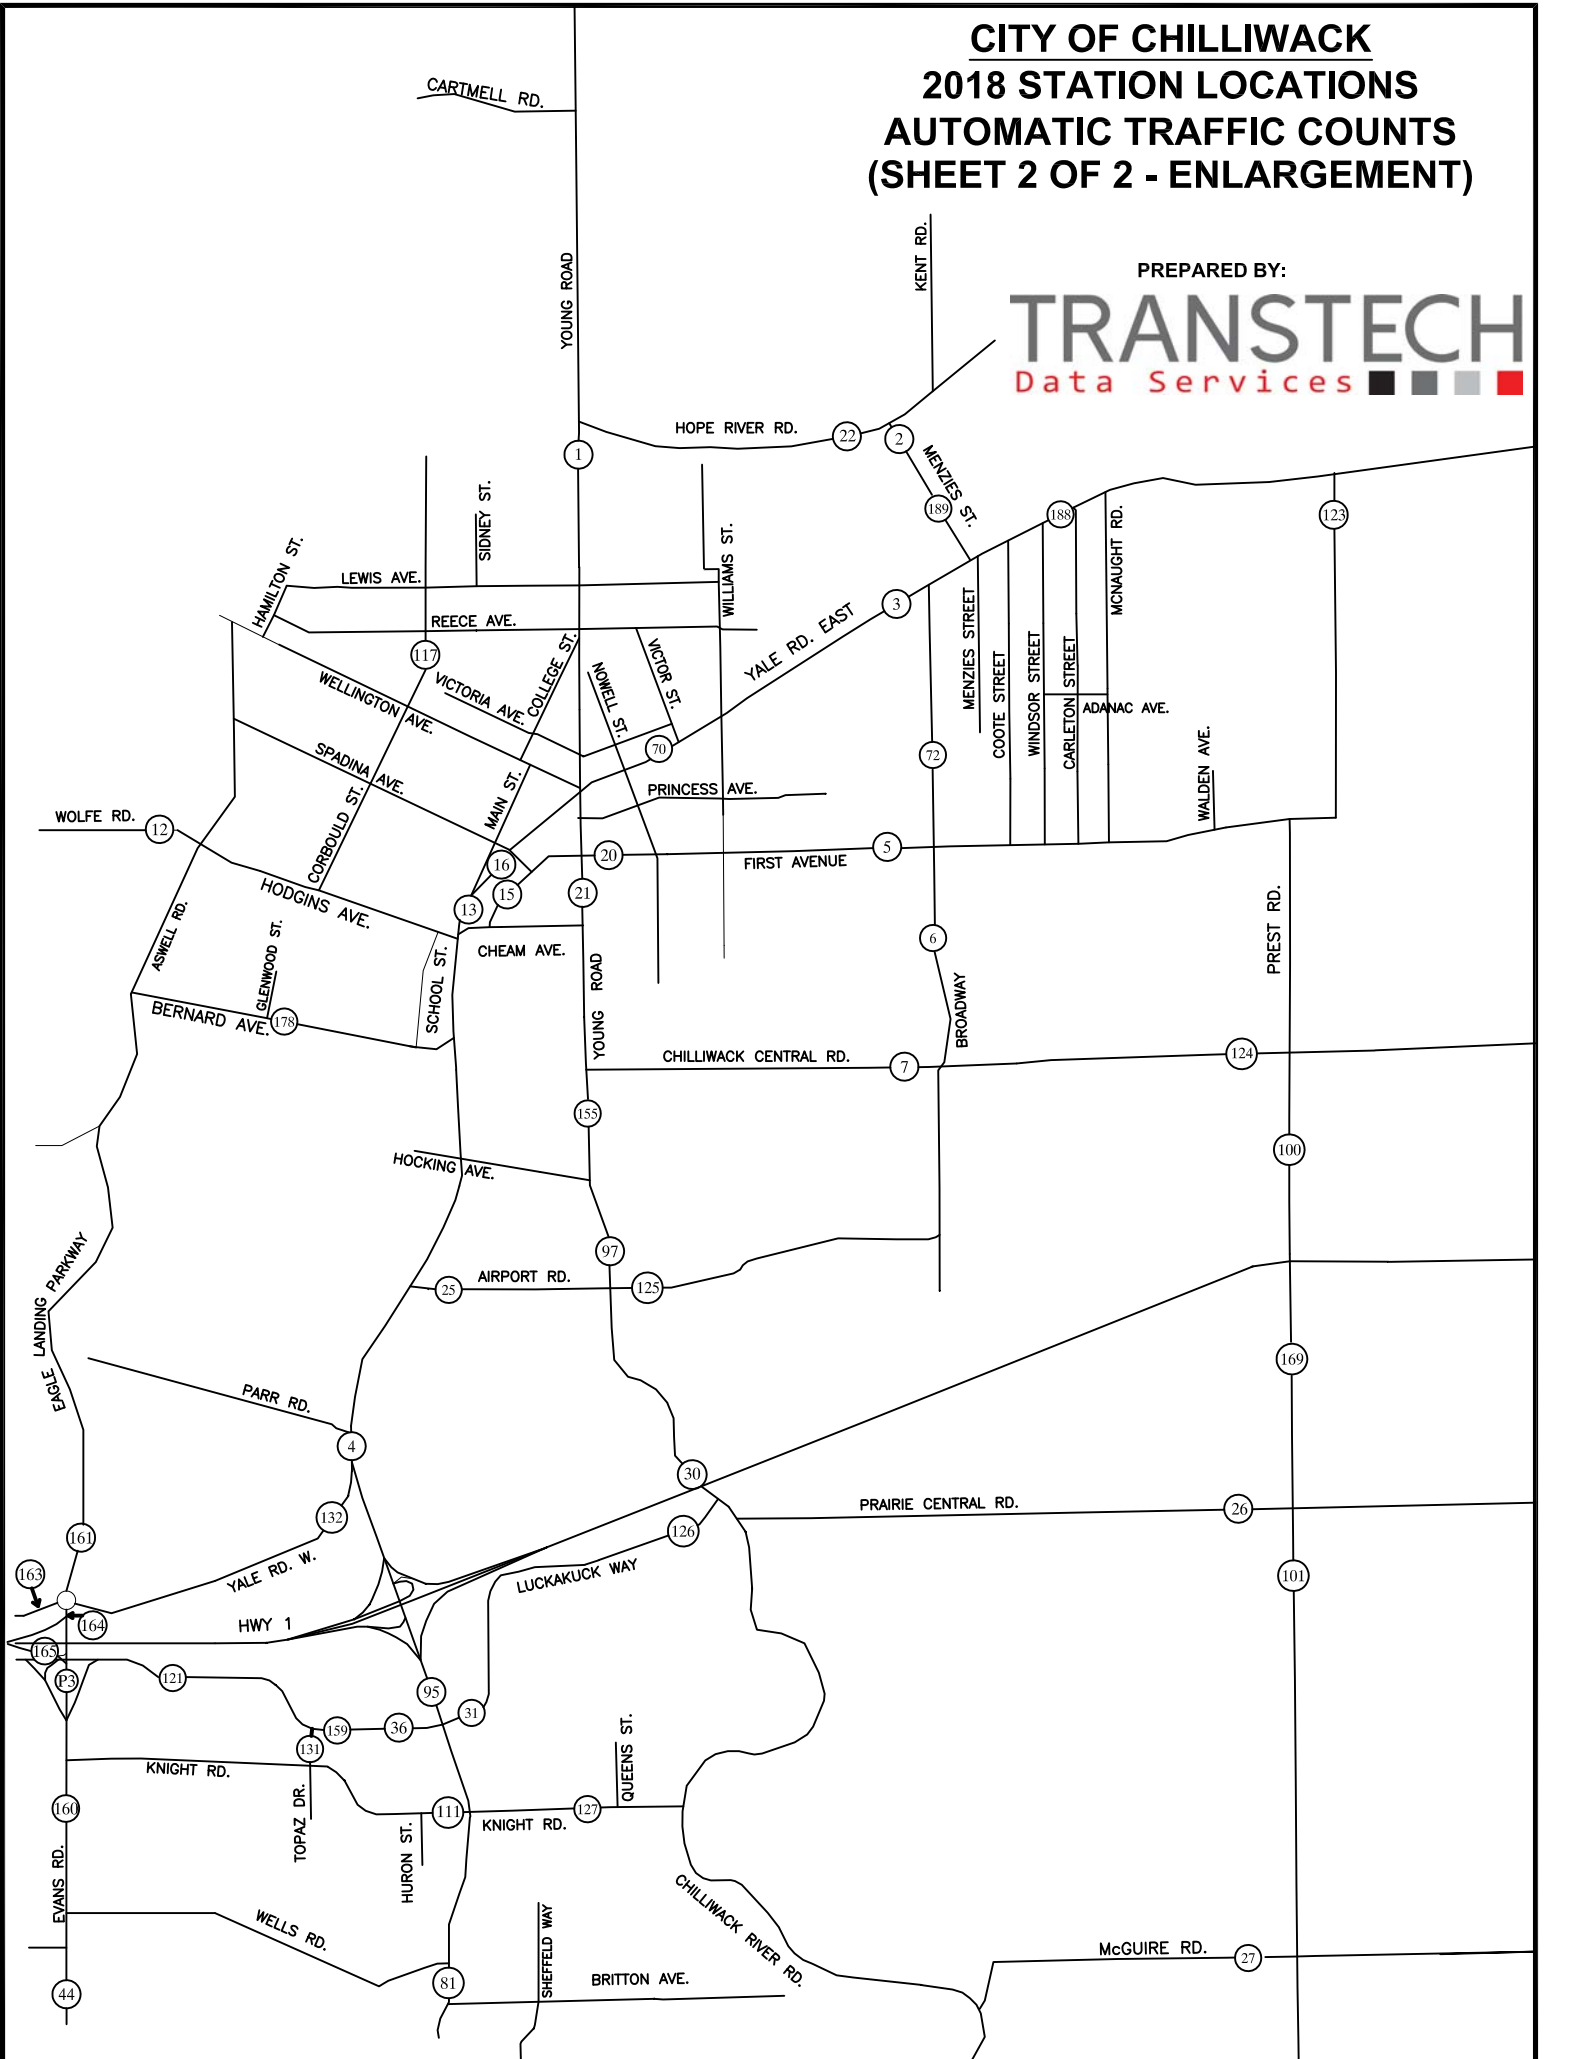 CITY OF CHILLIWACK
2018 STATION LOCATIONS
AUTOMATIC TRAFFIC COUNTS
(SHEET 2 OF 2 - ENLARGEMENT)
PREPARED BY:
TRANSTECH
Data Services
CARTMELL RD.
YOUNG ROAD
KENT RD.
HOPE RIVER RD.
22
2
1
MENZIES ST.
189
188
123
SIDNEY ST.
HAMILTON ST.
LEWIS AVE.
WILLIAMS ST.
MCNAUGHT RD.
REECE AVE.
3
YALE RD. EAST
117
COLLEGE ST.
VICTOR ST.
NOWELL ST.
MENZIES STREET
COOTE STREET
WINDSOR STREET
CARLETON STREET
WELLINGTON AVE.
VICTORIA AVE.
ADANAC AVE.
70
72
SPADINA AVE.
WALDEN AVE.
MAIN ST.
PRINCESS AVE.
WOLFE RD.
12
CORBOULD ST.
16
20
5
FIRST AVENUE
15
21
13
HODGINS AVE.
ASWELL RD.
GLENWOOD ST.
SCHOOL ST.
CHEAM AVE.
6
PREST RD.
BERNARD AVE.
178
YOUNG ROAD
BROADWAY
CHILLIWACK CENTRAL RD.
7
124
155
HOCKING AVE.
100
EAGLE LANDING PARKWAY
97
25
AIRPORT RD.
125
PARR RD.
169
4
30
132
126
PRAIRIE CENTRAL RD.
26
161
163
YALE RD. W.
LUCKAKUCK WAY
101
164
HWY 1
165
P3
121
95
31
159
36
131
KNIGHT RD.
QUEENS ST.
160
TOPAZ DR.
111
KNIGHT RD.
127
HURON ST.
EVANS RD.
WELLS RD.
CHILLIWACK RIVER RD.
SHEFFELD WAY
McGUIRE RD.
27
44
81
BRITTON AVE.